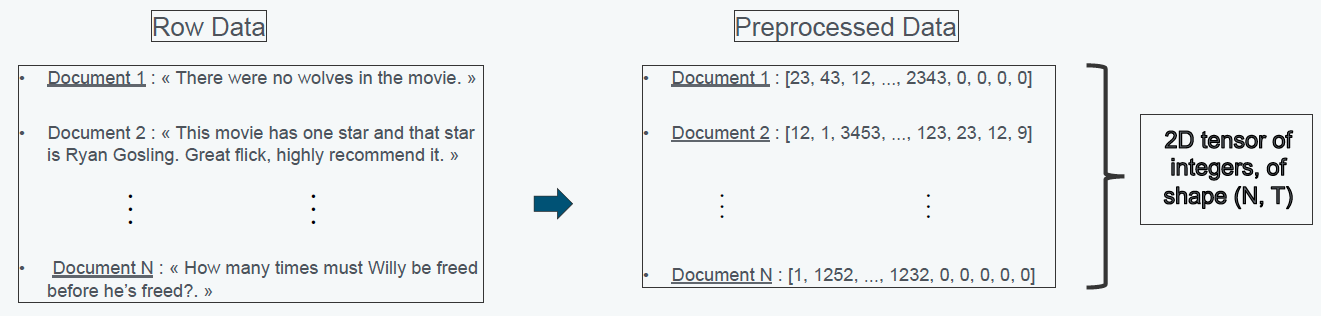 Row Data
• Document 1 : « There were no wolves in the movie. »
• Document 2 : « This movie has one star and that star
is Ryan Gosling. Great flick, highly recommend it. »
• Document N : « How many times must Willy be freed
before he's freed?. »
Preprocessed Data
• Document 1 : [23, 43, 12, ..., 2343, 0, 0, 0, 0]
• Document 2 : [12, 1, 3453, ..., 123, 23, 12, 9]
• Document N : [1, 1252, ..., 1232, 0, 0, 0, 0, 0]
2D tensor of
integers, of
shape (N, T)